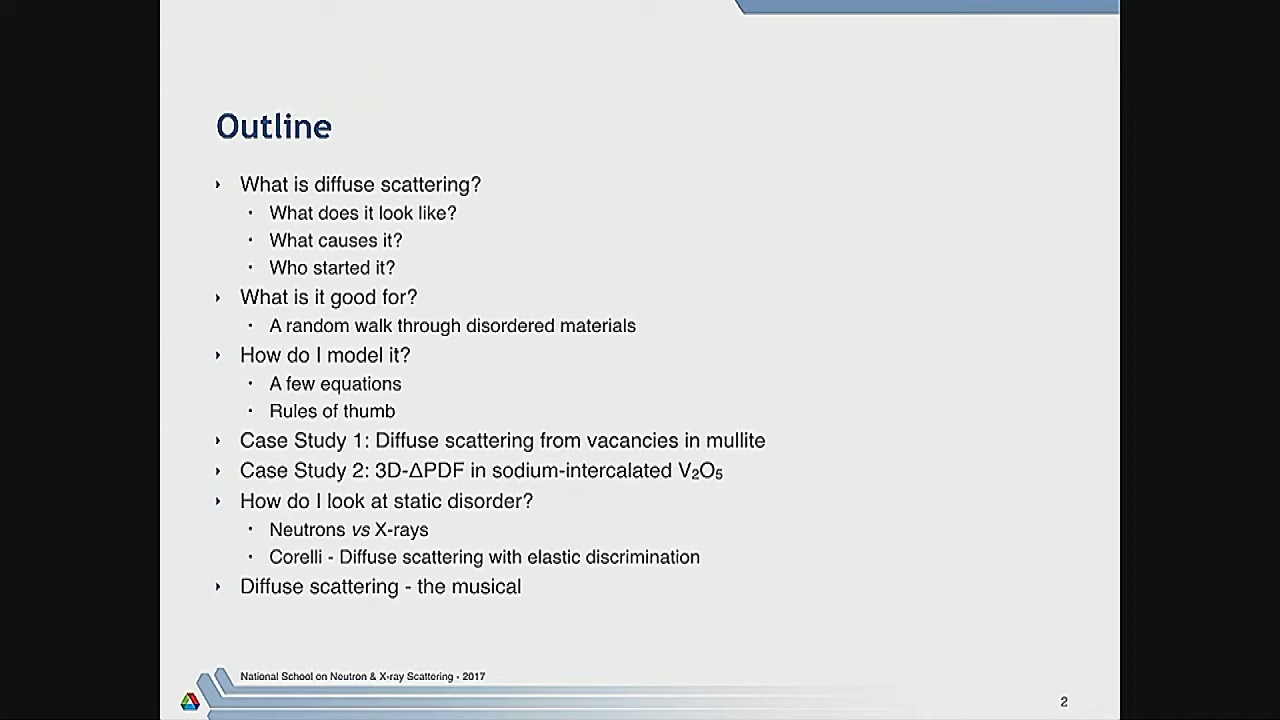 Outline
What is diffuse scattering?
What does it look like?
What causes it?
Who started it?
What is it good for?
A random walk through disordered materials
How do I model it?
A few equations
Rules of thumb
Case Study 1: Diffuse scattering from vacancies in mullite
Case Study 2: 3D-ΔPDF in sodium-intercalated V₂O₅
How do I look at static disorder?
Neutrons vs X-rays
Corelli - Diffuse scattering with elastic discrimination
Diffuse scattering - the musical
National School on Neutron & X-ray Scattering - 2017
2